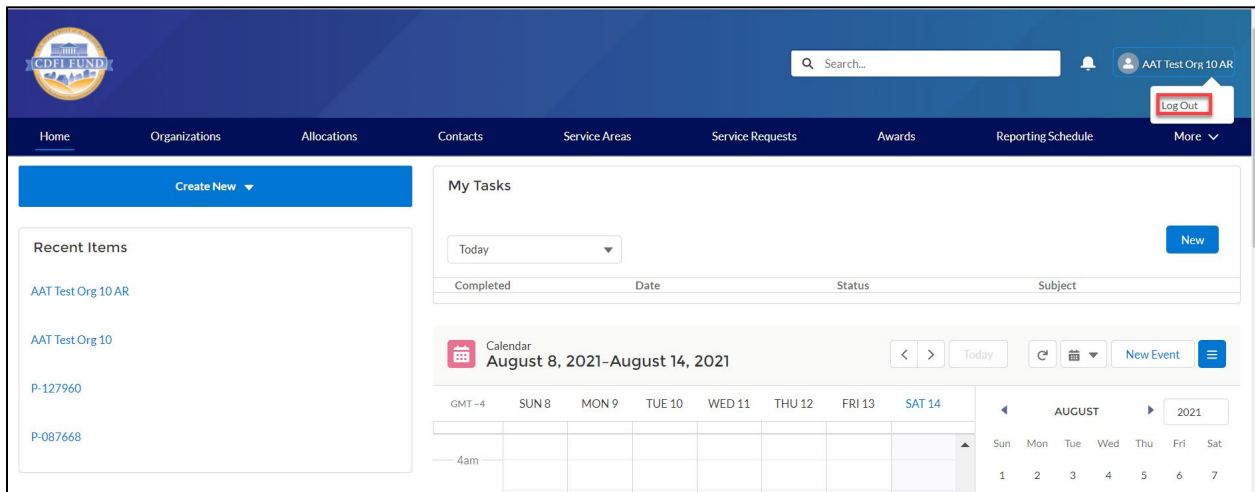 CDFI FUND
Search...
AAT Test Org 10 AR
Log Out
Home Organizations Allocations Contacts Service Areas Service Requests Awards Reporting Schedule More
Create New
Recent Items
AAT Test Org 10 AR
AAT Test Org 10
P-127960
P-087668
My Tasks
Today
New
Completed Date Status Subject
Calendar
August 8, 2021–August 14, 2021
Today
New Event
GMT -4 SUN 8 MON 9 TUE 10 WED 11 THU 12 FRI 13 SAT 14
4am
AUGUST 2021
Sun Mon Tue Wed Thu Fri Sat
1 2 3 4 5 6 7